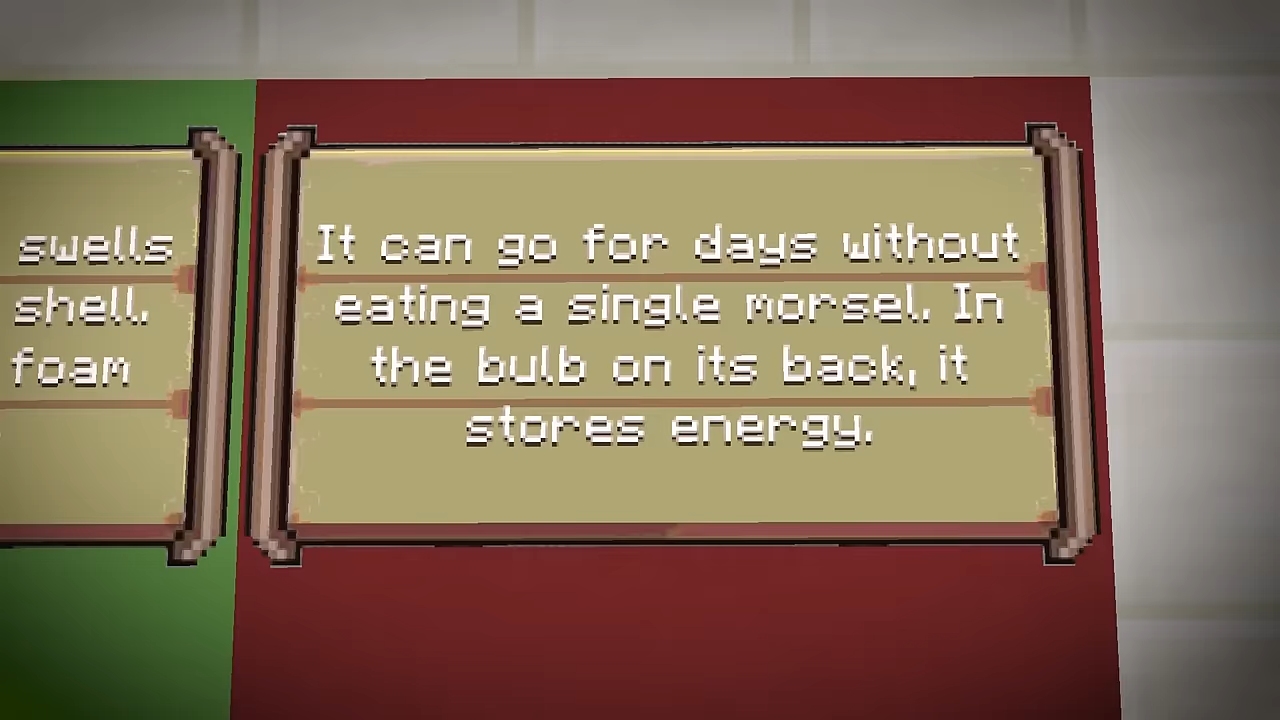 swells
shell.
foam
It can go for days without
eating a single morsel. In
the bulb on its back, it
stores energy.